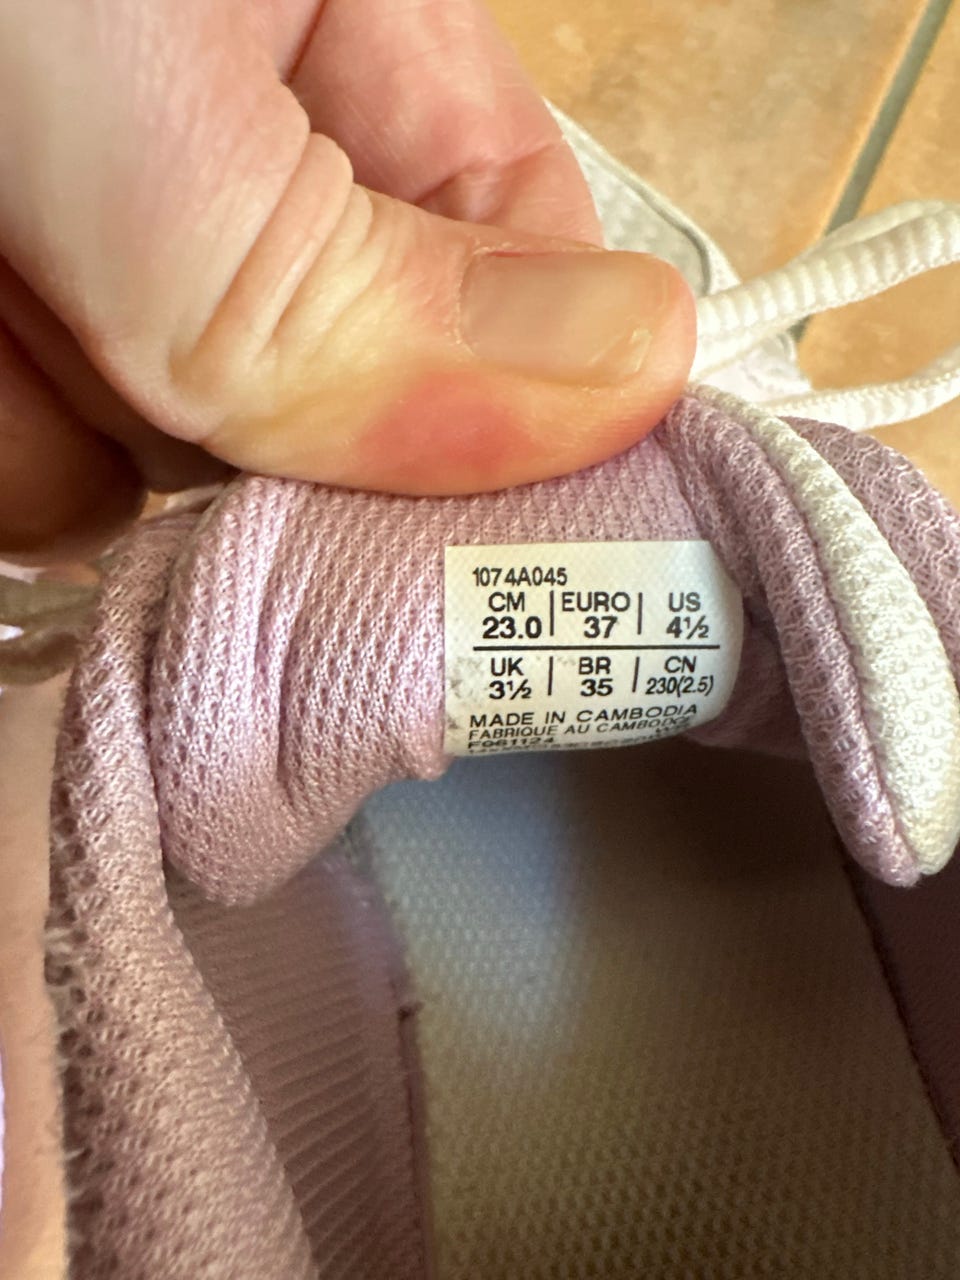 1074A045
CM | EURO | US
23.0 | 37 | 4½
UK | BR | CN
3½ | 35 | 230(2.5)
MADE IN CAMBODIA
FABRIQUE AU CAMBODGE
F061124